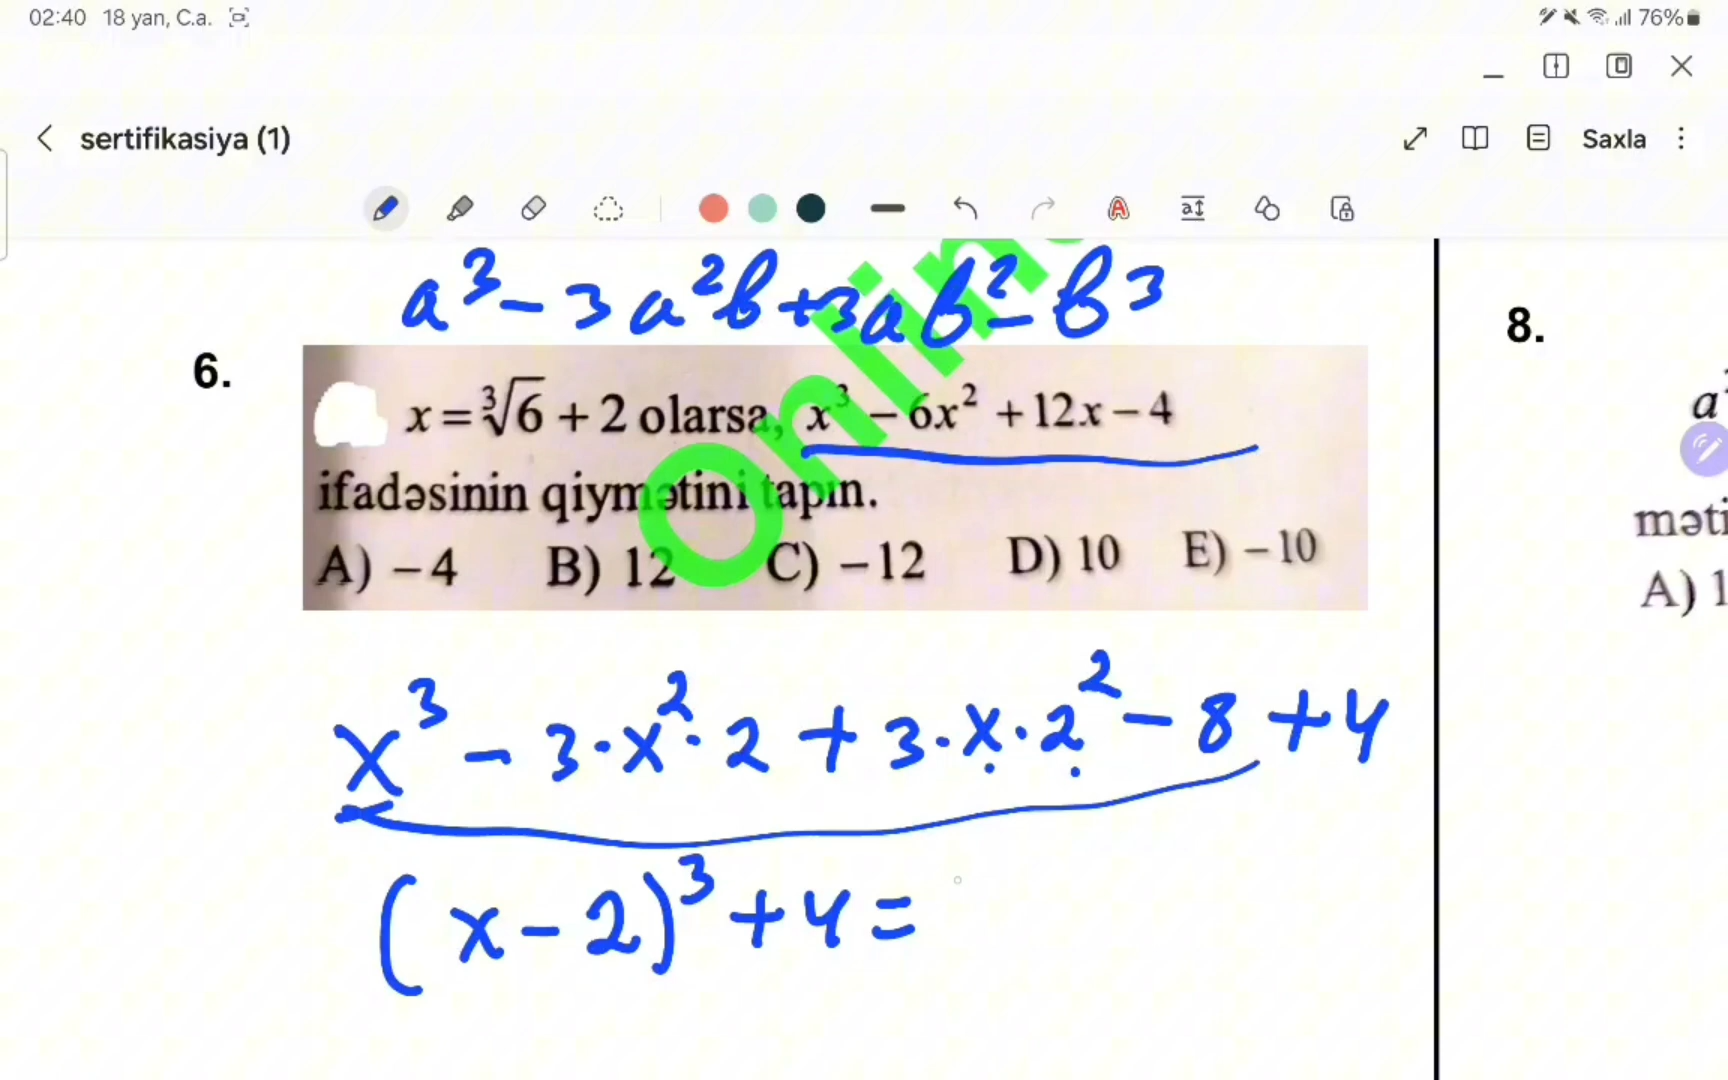 02:40 18 yan, C.a. 76%
sertifikasiya (1) Saxla
a³ - 3a²b + 3ab² - b³
6. x = ∛6 + 2 olarsa, x³ – 6x² + 12x – 4
ifadəsinin qiymətini tapın.
A) – 4 B) 12 C) – 12 D) 10 E) – 10
x³ - 3·x²·2 + 3·x·2² - 8 + 4
(x - 2)³ + 4 =
8.
a
məti
A) 1
Onlin